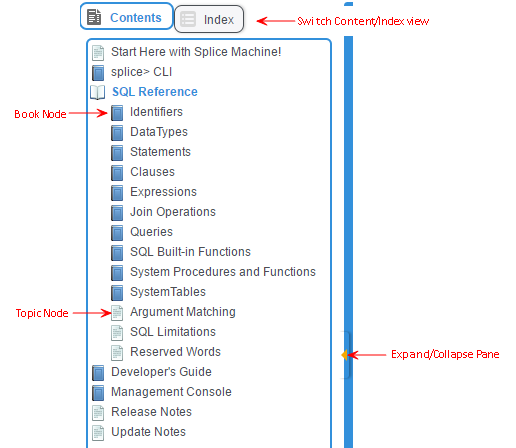 Contents Index Switch Content/Index view
Start Here with Splice Machine!
splice> CLI
SQL Reference
Book Node Identifiers
DataTypes
Statements
Clauses
Expressions
Join Operations
Queries
SQL Built-in Functions
System Procedures and Functions
SystemTables
Topic Node Argument Matching
SQL Limitations
Reserved Words
Expand/Collapse Pane
Developer's Guide
Management Console
Release Notes
Update Notes